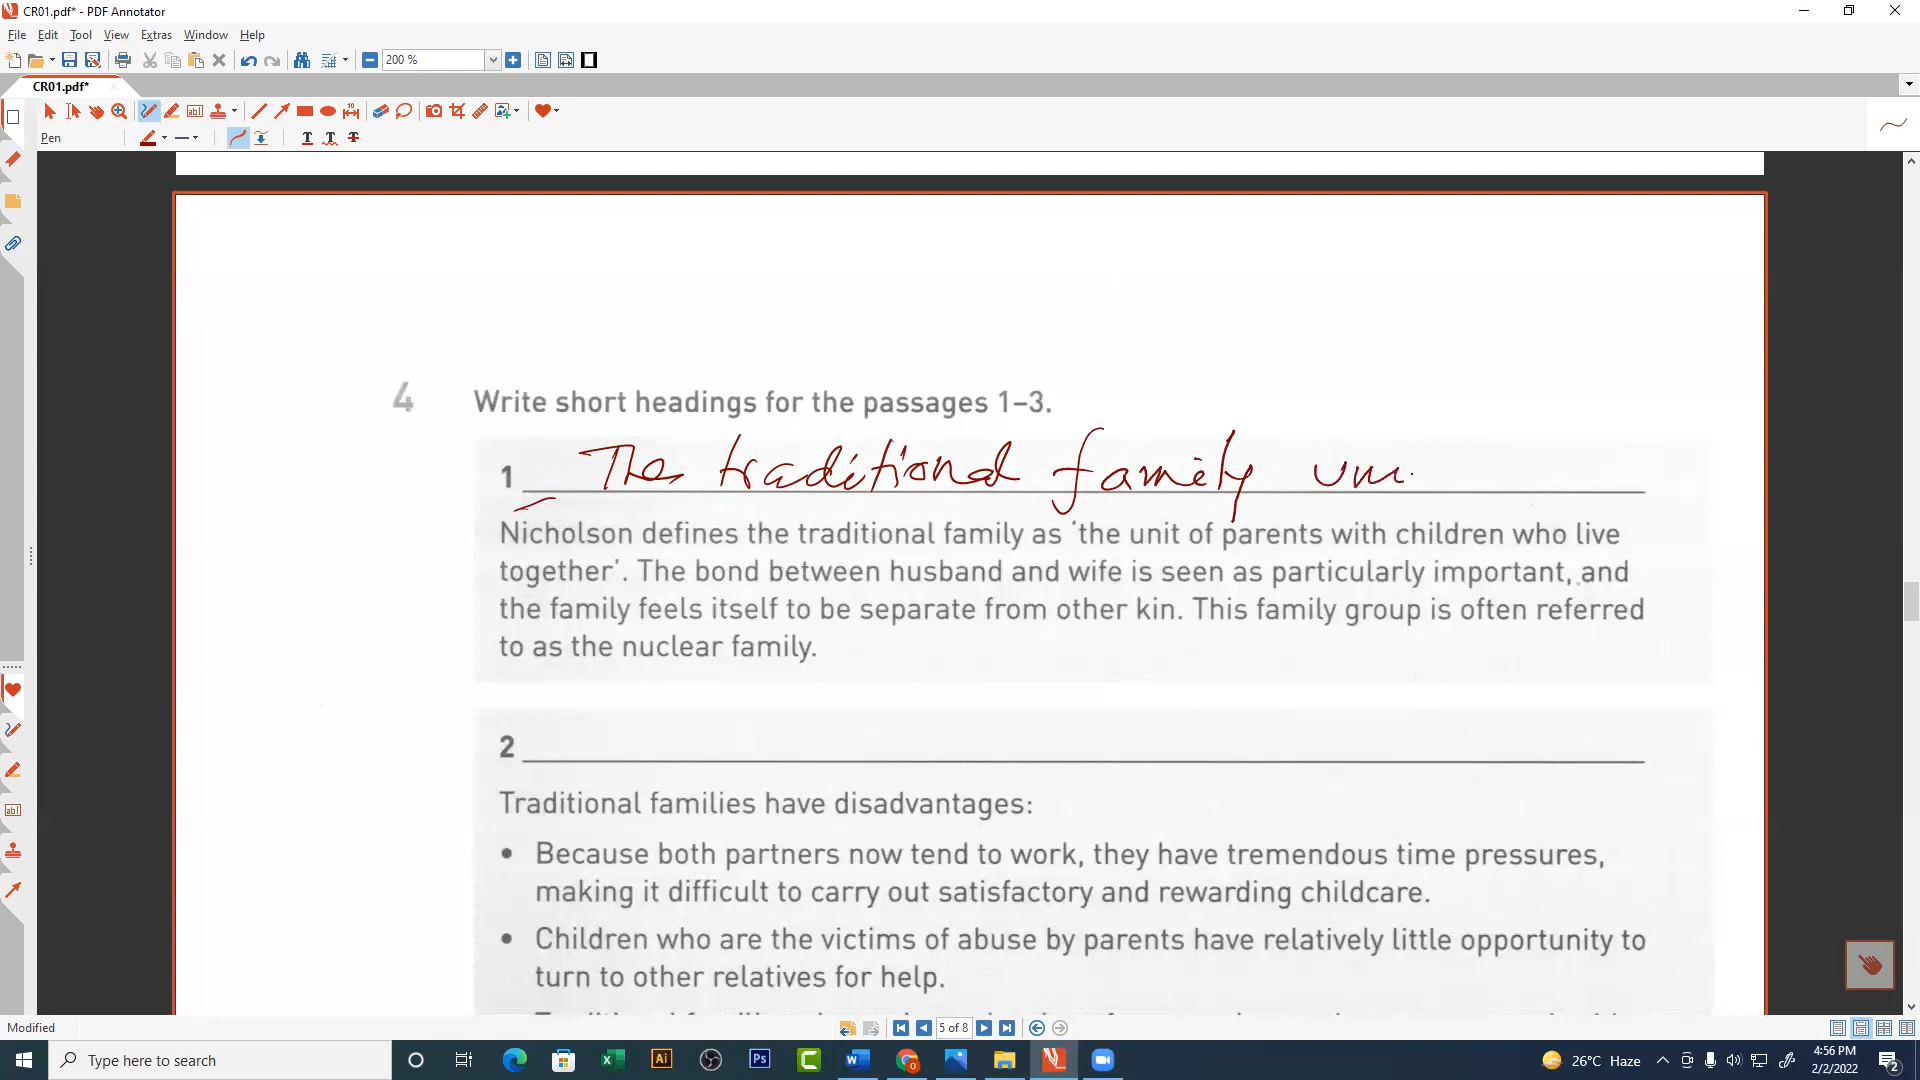 CR01.pdf* - PDF Annotator
File Edit Tool View Extras Window Help
200 %
CR01.pdf*
Pen
4 Write short headings for the passages 1–3.
1 The traditional family uni
Nicholson defines the traditional family as 'the unit of parents with children who live
together'. The bond between husband and wife is seen as particularly important, and
the family feels itself to be separate from other kin. This family group is often referred
to as the nuclear family.
2
Traditional families have disadvantages:
• Because both partners now tend to work, they have tremendous time pressures,
making it difficult to carry out satisfactory and rewarding childcare.
• Children who are the victims of abuse by parents have relatively little opportunity to
turn to other relatives for help.
Modified
5 of 8
Type here to search
26°C Haze
4:56 PM
2/2/2022
2